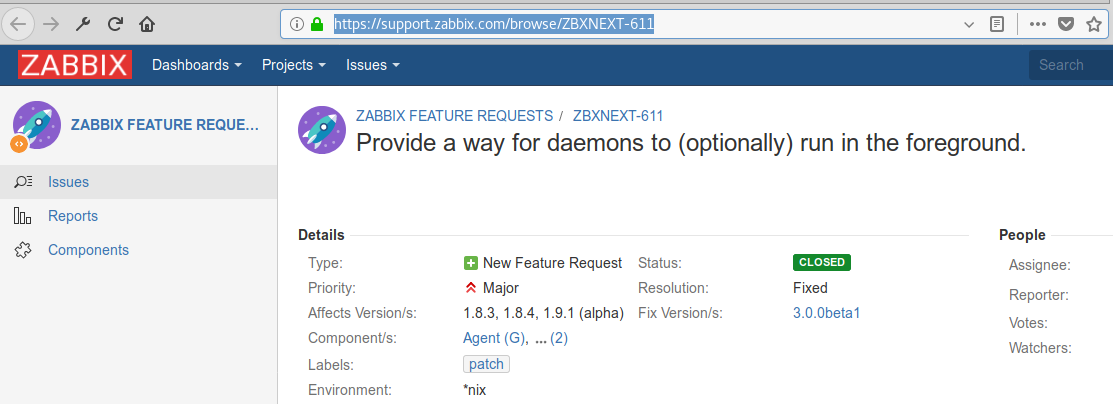 https://support.zabbix.com/browse/ZBXNEXT-611
ZABBIX Dashboards Projects Issues Search
ZABBIX FEATURE REQUE...
ZABBIX FEATURE REQUESTS / ZBXNEXT-611
Provide a way for daemons to (optionally) run in the foreground.
Issues
Reports
Components
Details
Type: New Feature Request Status: CLOSED
Priority: Major Resolution: Fixed
Affects Version/s: 1.8.3, 1.8.4, 1.9.1 (alpha) Fix Version/s: 3.0.0beta1
Component/s: Agent (G), ... (2)
Labels: patch
Environment: *nix
People
Assignee:
Reporter:
Votes:
Watchers: